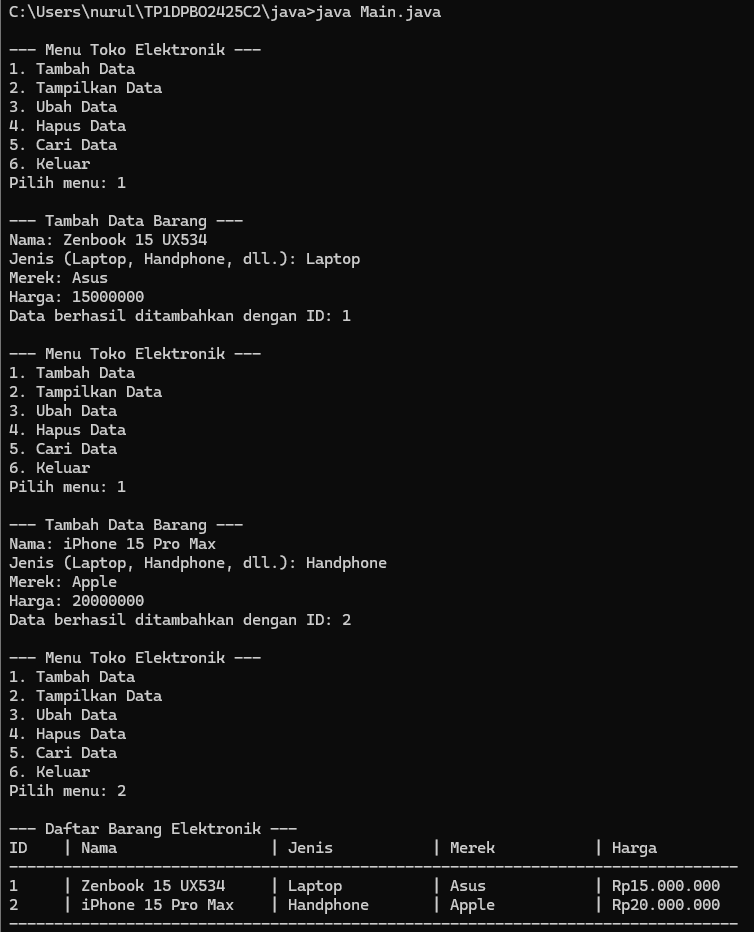 C:\Users\nurul\TP1DPBO2425C2\java>java Main.java
--- Menu Toko Elektronik ---
1. Tambah Data
2. Tampilkan Data
3. Ubah Data
4. Hapus Data
5. Cari Data
6. Keluar
Pilih menu: 1
--- Tambah Data Barang ---
Nama: Zenbook 15 UX534
Jenis (Laptop, Handphone, dll.): Laptop
Merek: Asus
Harga: 15000000
Data berhasil ditambahkan dengan ID: 1
--- Menu Toko Elektronik ---
1. Tambah Data
2. Tampilkan Data
3. Ubah Data
4. Hapus Data
5. Cari Data
6. Keluar
Pilih menu: 1
--- Tambah Data Barang ---
Nama: iPhone 15 Pro Max
Jenis (Laptop, Handphone, dll.): Handphone
Merek: Apple
Harga: 20000000
Data berhasil ditambahkan dengan ID: 2
--- Menu Toko Elektronik ---
1. Tambah Data
2. Tampilkan Data
3. Ubah Data
4. Hapus Data
5. Cari Data
6. Keluar
Pilih menu: 2
--- Daftar Barang Elektronik ---
ID    | Nama                 | Jenis           | Merek           | Harga
---------------------------------------------------------------------------------
1     | Zenbook 15 UX534     | Laptop          | Asus            | Rp15.000.000
2     | iPhone 15 Pro Max    | Handphone       | Apple           | Rp20.000.000
---------------------------------------------------------------------------------